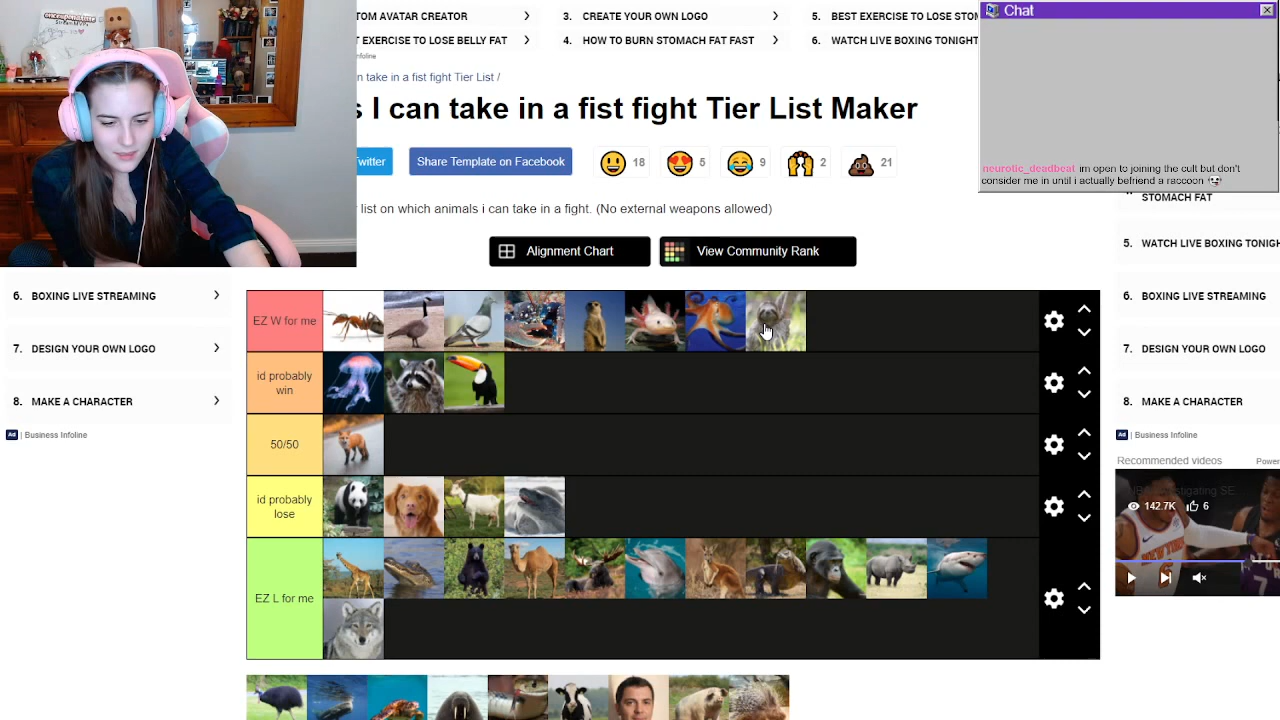 TOM AVATAR CREATOR
3. CREATE YOUR OWN LOGO
5. BEST EXERCISE TO LOSE STOM
T EXERCISE TO LOSE BELLY FAT
4. HOW TO BURN STOMACH FAT FAST
6. WATCH LIVE BOXING TONIGHT
Infoline
n take in a fist fight Tier List /
s I can take in a fist fight Tier List Maker
witter
Share Template on Facebook
18
5
9
2
21
list on which animals i can take in a fight. (No external weapons allowed)
Alignment Chart
View Community Rank
Chat
neurotic_deadbeat im open to joining the cult but don't
consider me in until i actually befriend a raccoon
STOMACH FAT
5. WATCH LIVE BOXING TONIGH
6. BOXING LIVE STREAMING
7. DESIGN YOUR OWN LOGO
8. MAKE A CHARACTER
Ad | Business Infoline
6. BOXING LIVE STREAMING
7. DESIGN YOUR OWN LOGO
8. MAKE A CHARACTER
Ad | Business Infoline
EZ W for me
id probably
win
50/50
id probably
lose
EZ L for me
Recommended videos
Power
142.7K
6
NEW YORK
7